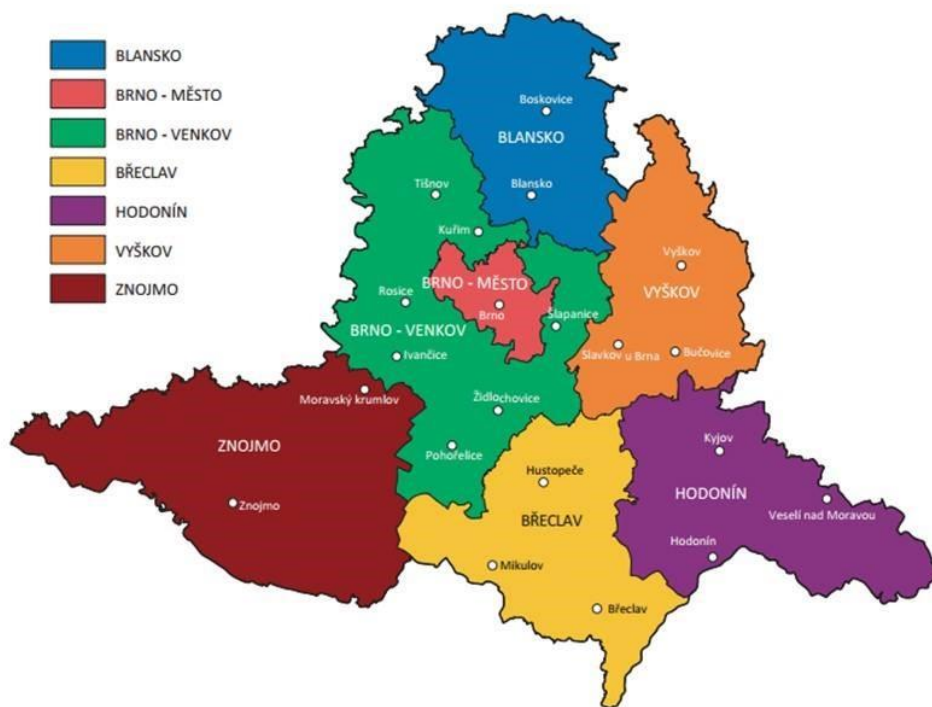 BLANSKO
BRNO - MĚSTO
BRNO - VENKOV
BŘECLAV
HODONÍN
VYŠKOV
ZNOJMO
Boskovice
BLANSKO
Blansko
Tišnov
Kuřim
Vyškov
BRNO - MĚSTO
VYŠKOV
Rosice
Brno
Šlapanice
BRNO - VENKOV
Ivančice
Slavkov u Brna
Bučovice
Moravský krumlov
Židlochovice
ZNOJMO
Pohořelice
Kyjov
Hustopeče
HODONÍN
Znojmo
BŘECLAV
Veselí nad Moravou
Hodonín
Mikulov
Břeclav